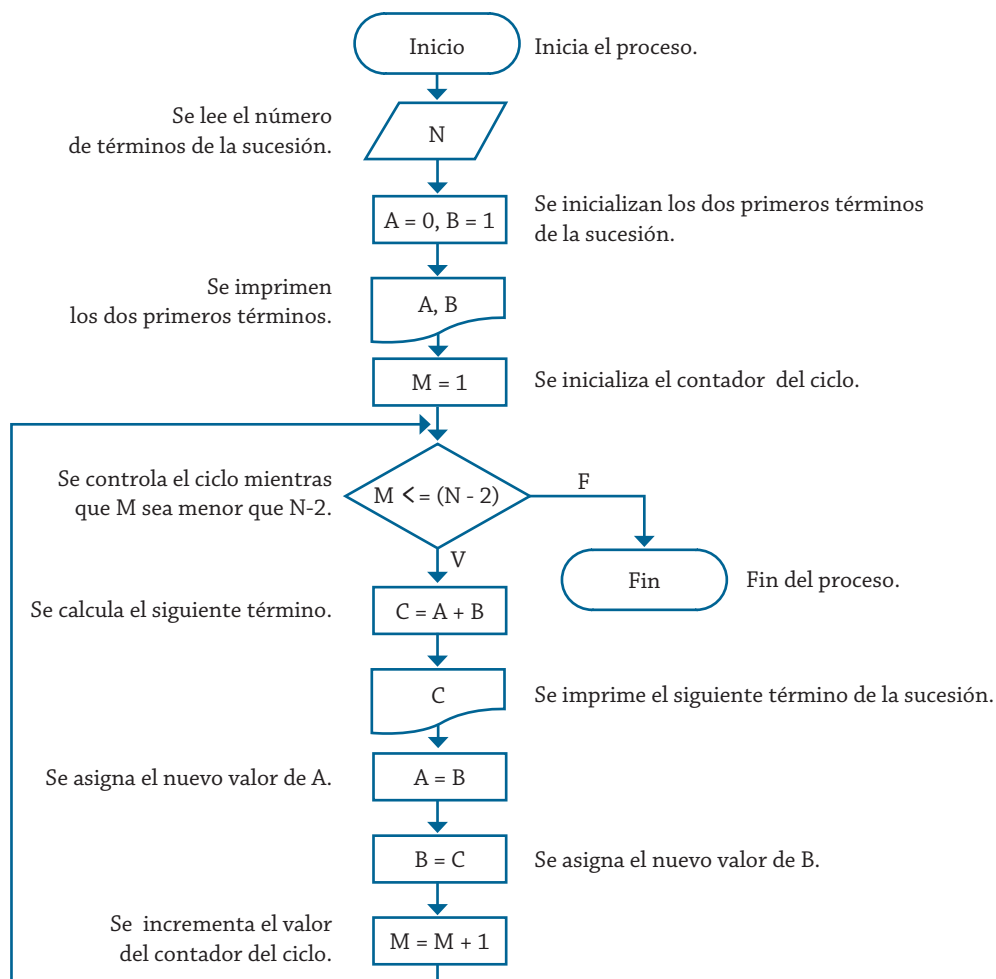 Inicio
Inicia el proceso.
Se lee el número
de términos de la sucesión.
N
A = 0, B = 1
Se inicializan los dos primeros términos
de la sucesión.
Se imprimen
los dos primeros términos.
A, B
M = 1
Se inicializa el contador del ciclo.
Se controla el ciclo mientras
que M sea menor que N-2.
M <= (N - 2)
F
V
Fin
Fin del proceso.
Se calcula el siguiente término.
C = A + B
C
Se imprime el siguiente término de la sucesión.
Se asigna el nuevo valor de A.
A = B
B = C
Se asigna el nuevo valor de B.
Se incrementa el valor
del contador del ciclo.
M = M + 1